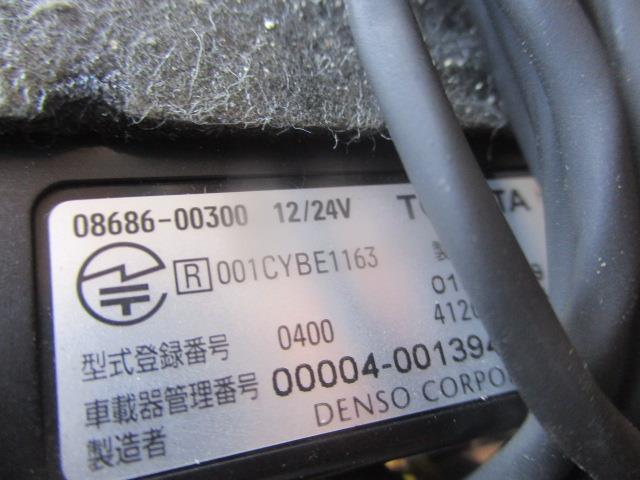 08686-00300 12/24V
R 001CYBE1163
型式登録番号 0400
車載器管理番号 00004-00139
製造者 DENSO